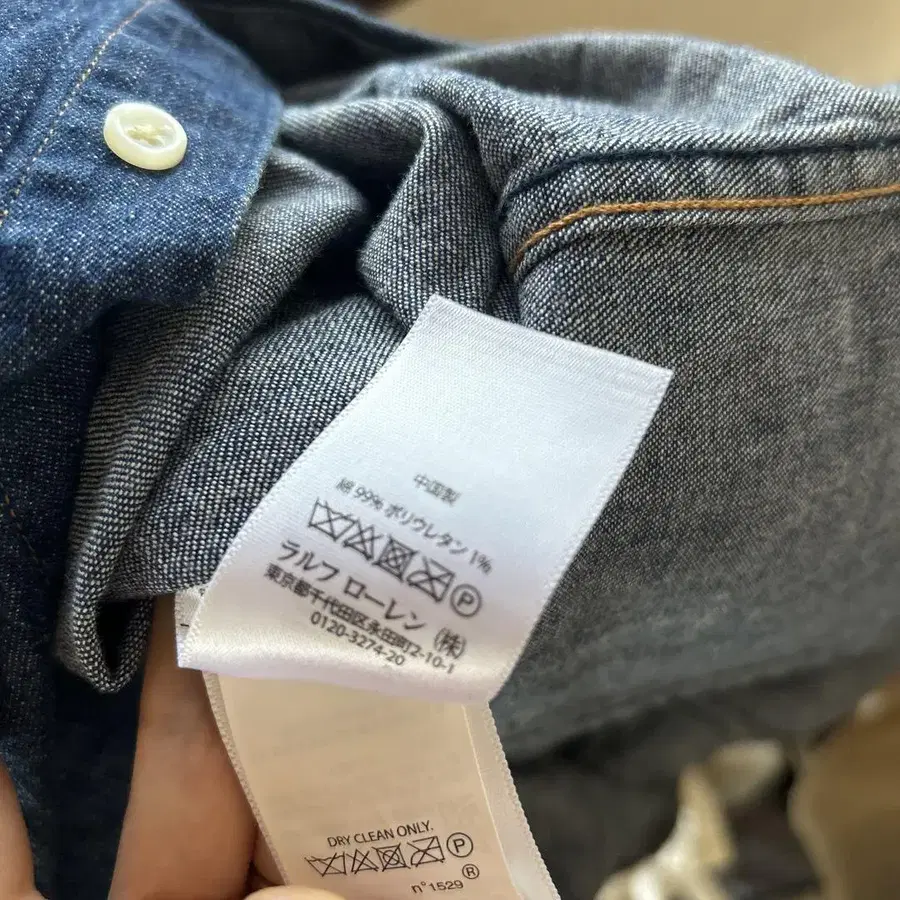 中国製
綿 99% ポリウレタン 1%
P
ラルフ ローレン (株)
東京都千代田区永田町2-10-1
0120-3274-20
DRY CLEAN ONLY.
P
n°1529 ®